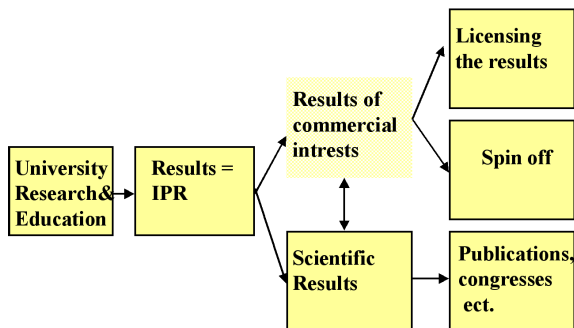 University
Research&
Education
Results =
IPR
Results of
commercial
intrests
Scientific
Results
Licensing
the results
Spin off
Publications,
congresses
ect.